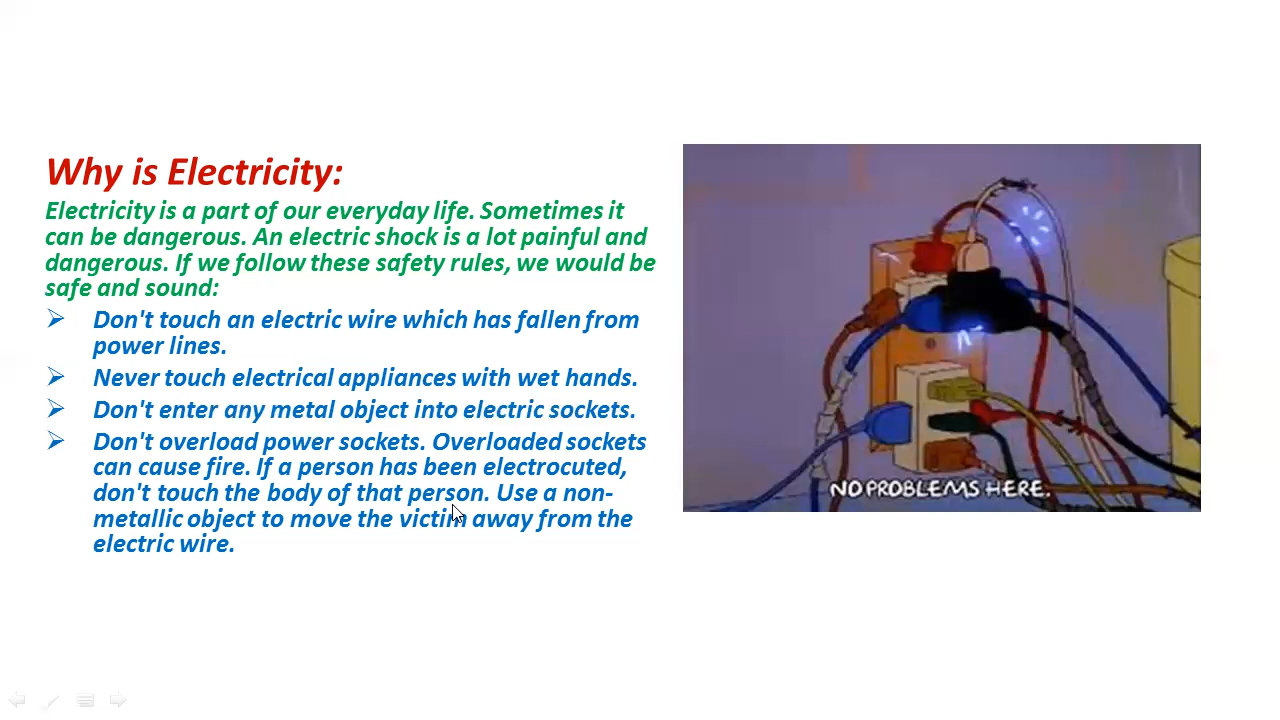 Why is Electricity:
Electricity is a part of our everyday life. Sometimes it
can be dangerous. An electric shock is a lot painful and
dangerous. If we follow these safety rules, we would be
safe and sound:
Don't touch an electric wire which has fallen from
power lines.
Never touch electrical appliances with wet hands.
Don't enter any metal object into electric sockets.
Don't overload power sockets. Overloaded sockets
can cause fire. If a person has been electrocuted,
don't touch the body of that person. Use a non-
metallic object to move the victim away from the
electric wire.
NO PROBLEMS HERE.